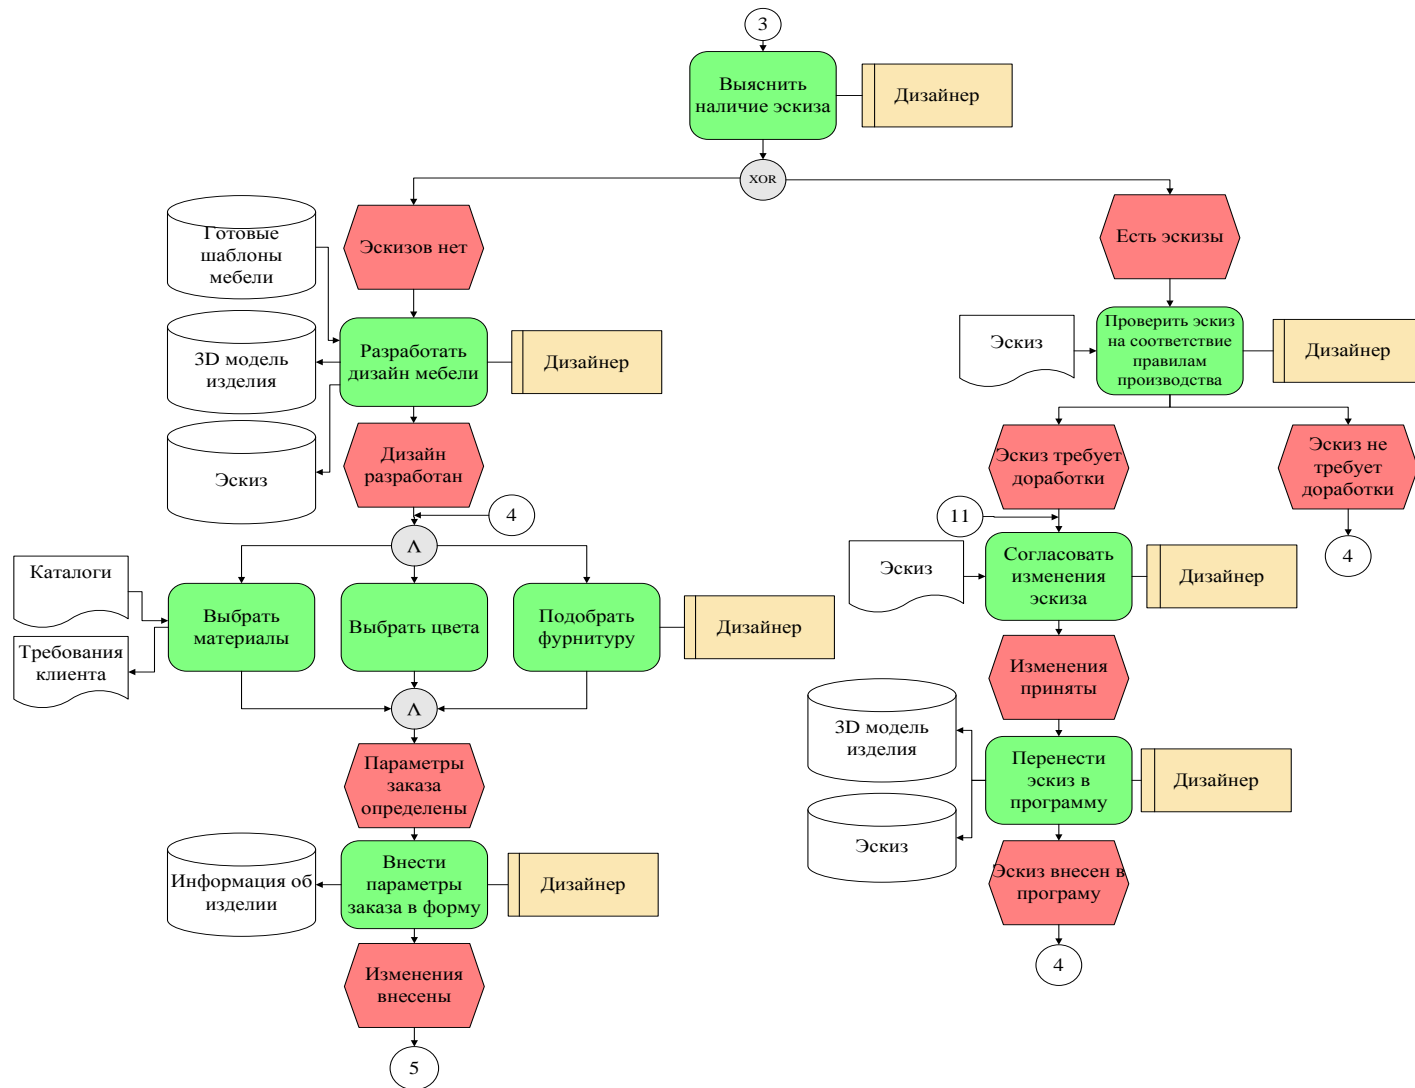 3
Выяснить
наличие эскиза
Дизайнер
XOR
Готовые
шаблоны
мебели
Эскизов нет
Есть эскизы
3D модель
изделия
Разработать
дизайн мебели
Дизайнер
Эскиз
Проверить эскиз
на соответствие
правилам
производства
Дизайнер
Эскиз
Дизайн
разработан
Эскиз требует
доработки
Эскиз не
требует
доработки
4
11
4
Λ
Каталоги
Требования
клиента
Выбрать
материалы
Выбрать цвета
Подобрать
фурнитуру
Дизайнер
Эскиз
Согласовать
изменения
эскиза
Дизайнер
Λ
Изменения
приняты
Параметры
заказа
определены
3D модель
изделия
Эскиз
Перенести
эскиз в
программу
Дизайнер
Информация об
изделии
Внести
параметры
заказа в форму
Дизайнер
Эскиз внесен в
програму
Изменения
внесены
4
5